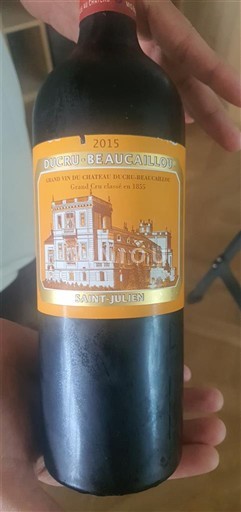 2015
DUCRU-BEAUCAILLOU
GRAND VIN DU CHATEAU DUCRU-BEAUCAILLOU
Grand Cru classé en 1855
SAINT-JULIEN